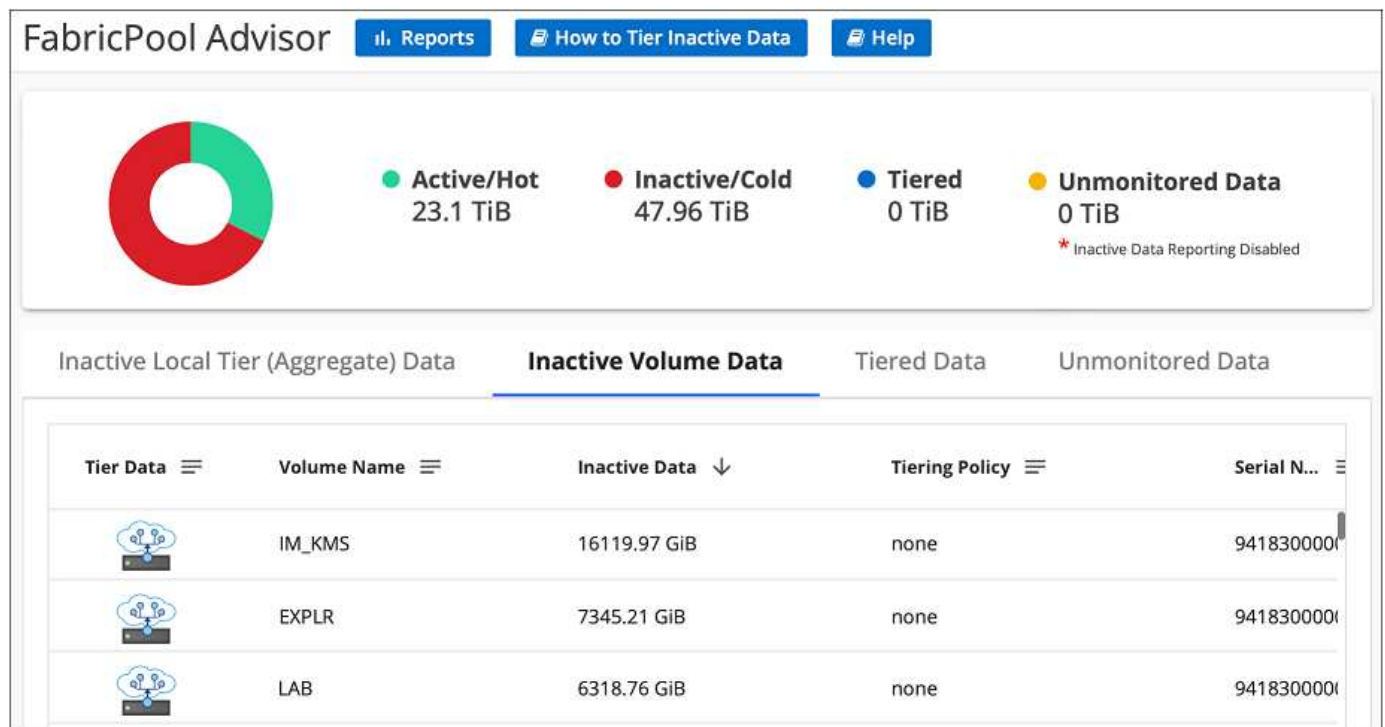 FabricPool Advisor Reports How to Tier Inactive Data Help
Active/Hot Inactive/Cold Tiered Unmonitored Data
23.1 TiB 47.96 TiB 0 TiB 0 TiB
* Inactive Data Reporting Disabled
Inactive Local Tier (Aggregate) Data Inactive Volume Data Tiered Data Unmonitored Data
Tier Data Volume Name Inactive Data Tiering Policy Serial N...
IM_KMS 16119.97 GiB none 9418300000
EXPLR 7345.21 GiB none 9418300000
LAB 6318.76 GiB none 9418300000